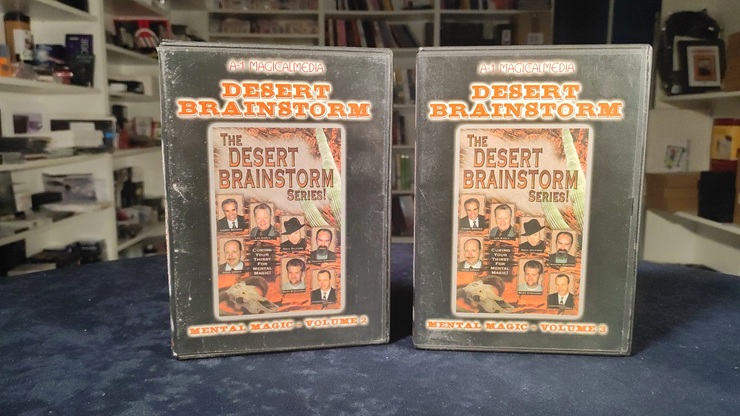 A-1 MAGICALMEDIA
DESERT
BRAINSTORM
THE
DESERT
BRAINSTORM
SERIES!
CURING
YOUR
THIRST
FOR
MENTAL
MAGIC!
MENTAL MAGIC - VOLUME 2
A-1 MAGICALMEDIA
DESERT
BRAINSTORM
THE
DESERT
BRAINSTORM
SERIES!
CURING
YOUR
THIRST
FOR
MENTAL
MAGIC!
MENTAL MAGIC - VOLUME 3